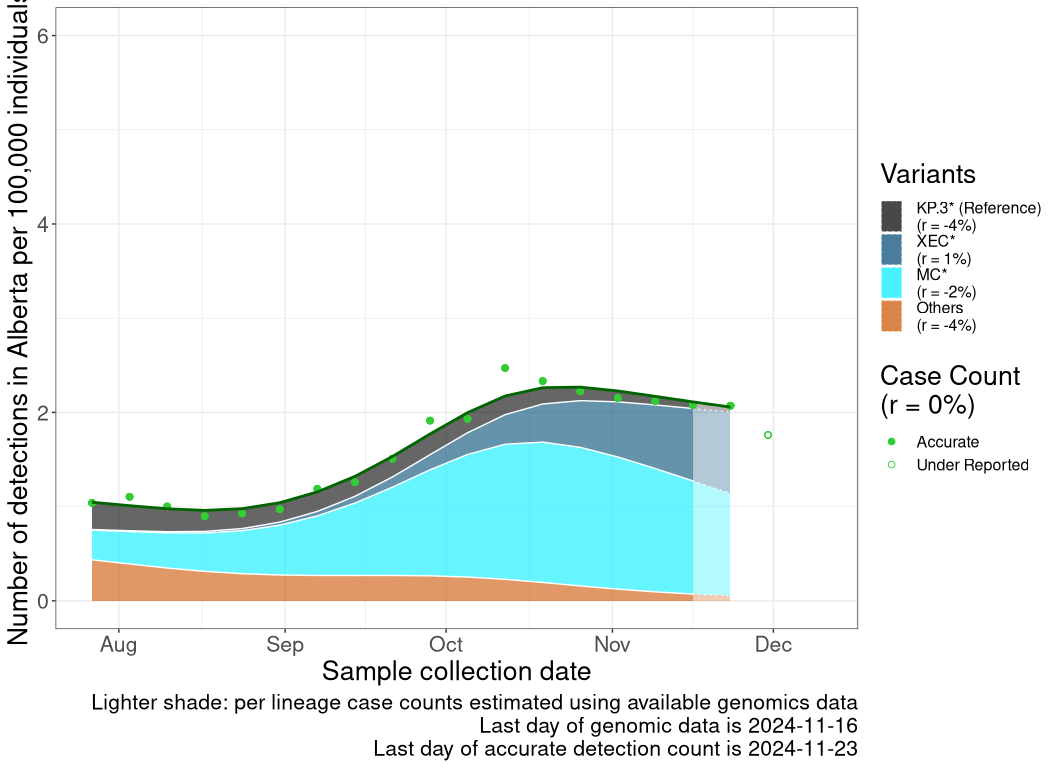 Number of detections in Alberta per 100,000 individuals
6
4
2
0
Aug Sep Oct Nov Dec
Sample collection date
Lighter shade: per lineage case counts estimated using available genomics data
Last day of genomic data is 2024-11-16
Last day of accurate detection count is 2024-11-23
Variants
KP.3* (Reference)
(r = -4%)
XEC*
(r = 1%)
MC*
(r = -2%)
Others
(r = -4%)
Case Count
(r = 0%)
Accurate
Under Reported